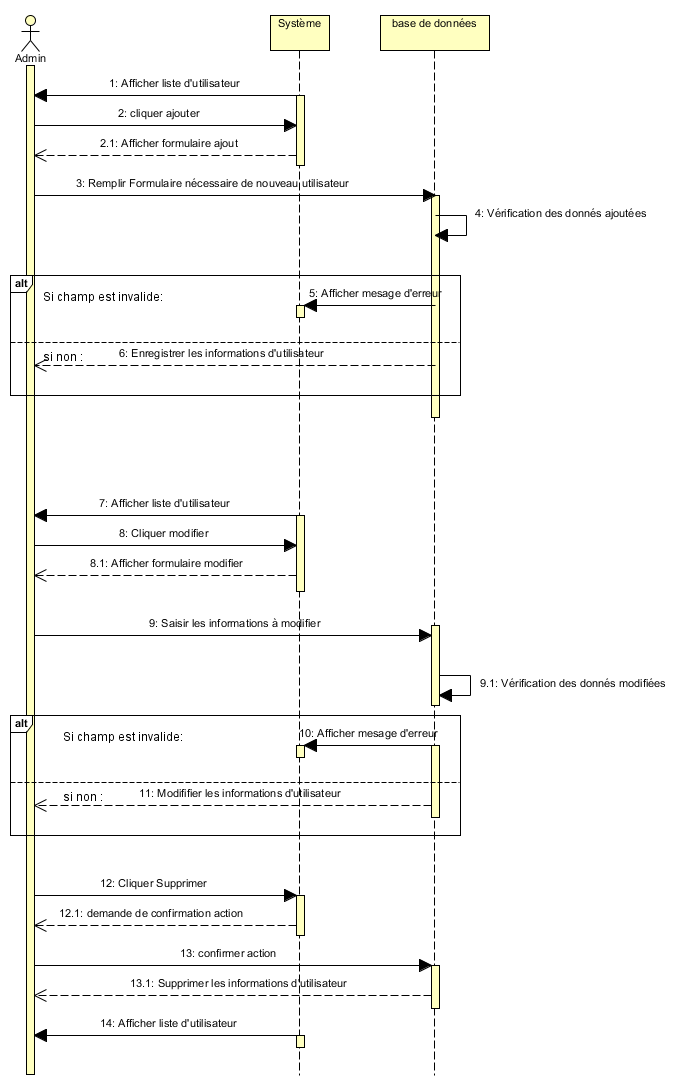 Système
base de données
Admin
1: Afficher liste d'utilisateur
2: cliquer ajouter
2.1: Afficher formulaire ajout
3: Remplir Formulaire nécessaire de nouveau utilisateur
4: Vérification des donnés ajoutées
alt
Si champ est invalide:
5: Afficher mesage d'erreur
si non :
6: Enregistrer les informations d'utilisateur
7: Afficher liste d'utilisateur
8: Cliquer modifier
8.1: Afficher formulaire modifier
9: Saisir les informations à modifier
9.1: Vérification des donnés modifiées
alt
Si champ est invalide:
10: Afficher mesage d'erreur
si non :
11: Modififier les informations d'utilisateur
12: Cliquer Supprimer
12.1: demande de confirmation action
13: confirmer action
13.1: Supprimer les informations d'utilisateur
14: Afficher liste d'utilisateur